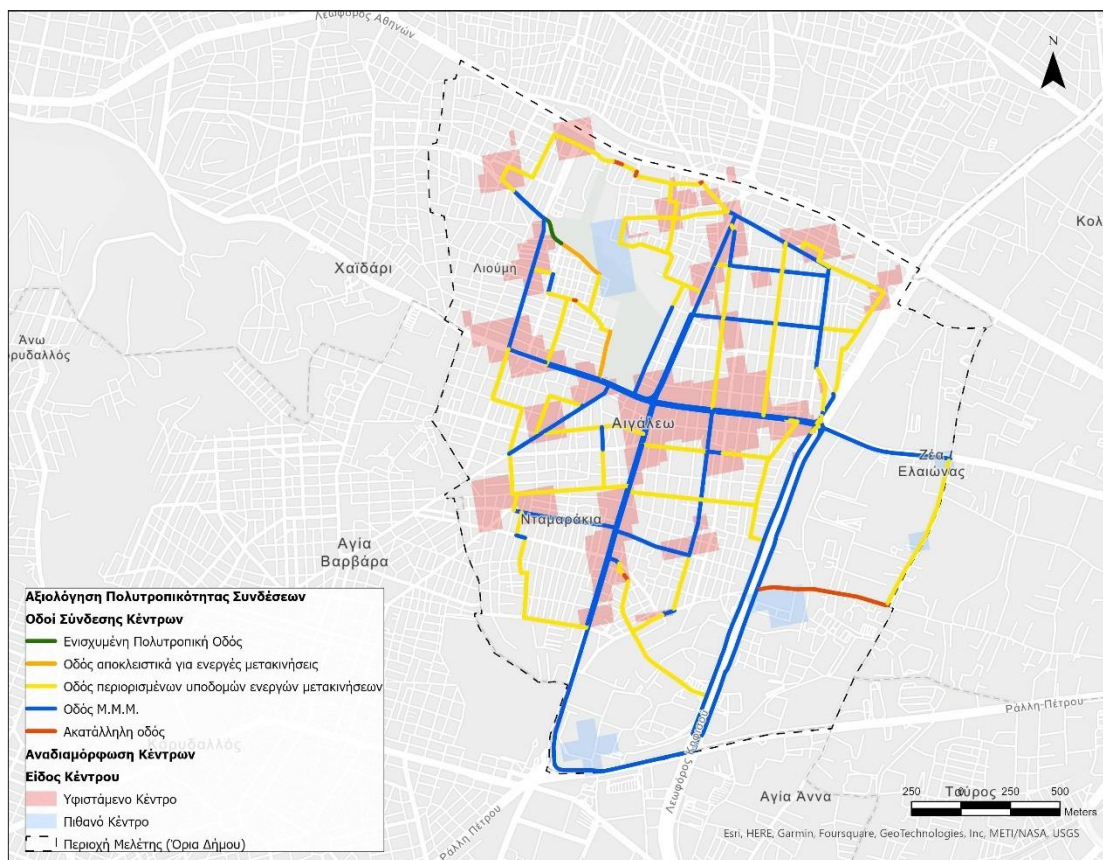 Λεωφόρος Αθηνών
N
Κολ
Χαϊδάρι
Λιούμη
Άνω
ορυδαλλός
Αιγάλεω
Ζέα
Ελαιώνας
Νταμαράκια
Αγία
Βαρβάρα
Αξιολόγηση Πολυτροπικότητας Συνδέσεων
Οδοί Σύνδεσης Κέντρων
Ενισχυμένη Πολυτροπική Οδός
Οδός αποκλειστικά για ενεργές μετακινήσεις
Οδός περιορισμένων υποδομών ενεργών μετακινήσεων
Οδός Μ.Μ.Μ.
Ακατάλληλη οδός
Αναδιαμόρφωση Κέντρων
Είδος Κέντρου
Υφιστάμενο Κέντρο
Πιθανό Κέντρο
Περιοχή Μελέτης (Όρια Δήμου)
Κορυδαλλός
Ράλλη Πέτρου
Λεωφόρος Κηφισού
Ράλλη Πέτρου
Αγία Άννα
Ταύρος
250 0 250 500
Meters
Esri, HERE, Garmin, Foursquare, GeoTechnologies, Inc, METI/NASA, USGS